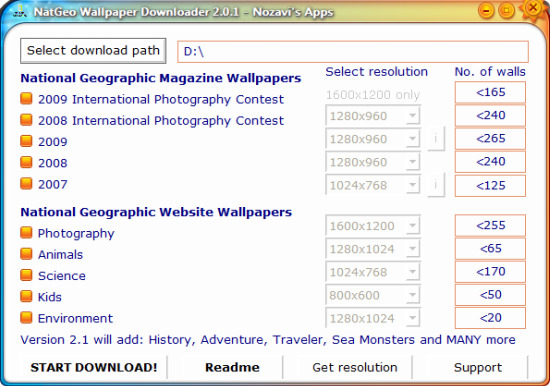 NatGeo Wallpaper Downloader 2.0.1 - Nozavi's Apps
Select download path D:\
National Geographic Magazine Wallpapers Select resolution No. of walls
2009 International Photography Contest 1600x1200 only <165
2008 International Photography Contest 1280x960 <240
2009 1280x960 i <265
2008 1280x960 <240
2007 1024x768 i <125
National Geographic Website Wallpapers
Photography 1600x1200 <255
Animals 1280x1024 <65
Science 1024x768 <170
Kids 800x600 <50
Environment 1280x1024 <20
Version 2.1 will add: History, Adventure, Traveler, Sea Monsters and MANY more
START DOWNLOAD! Readme Get resolution Support